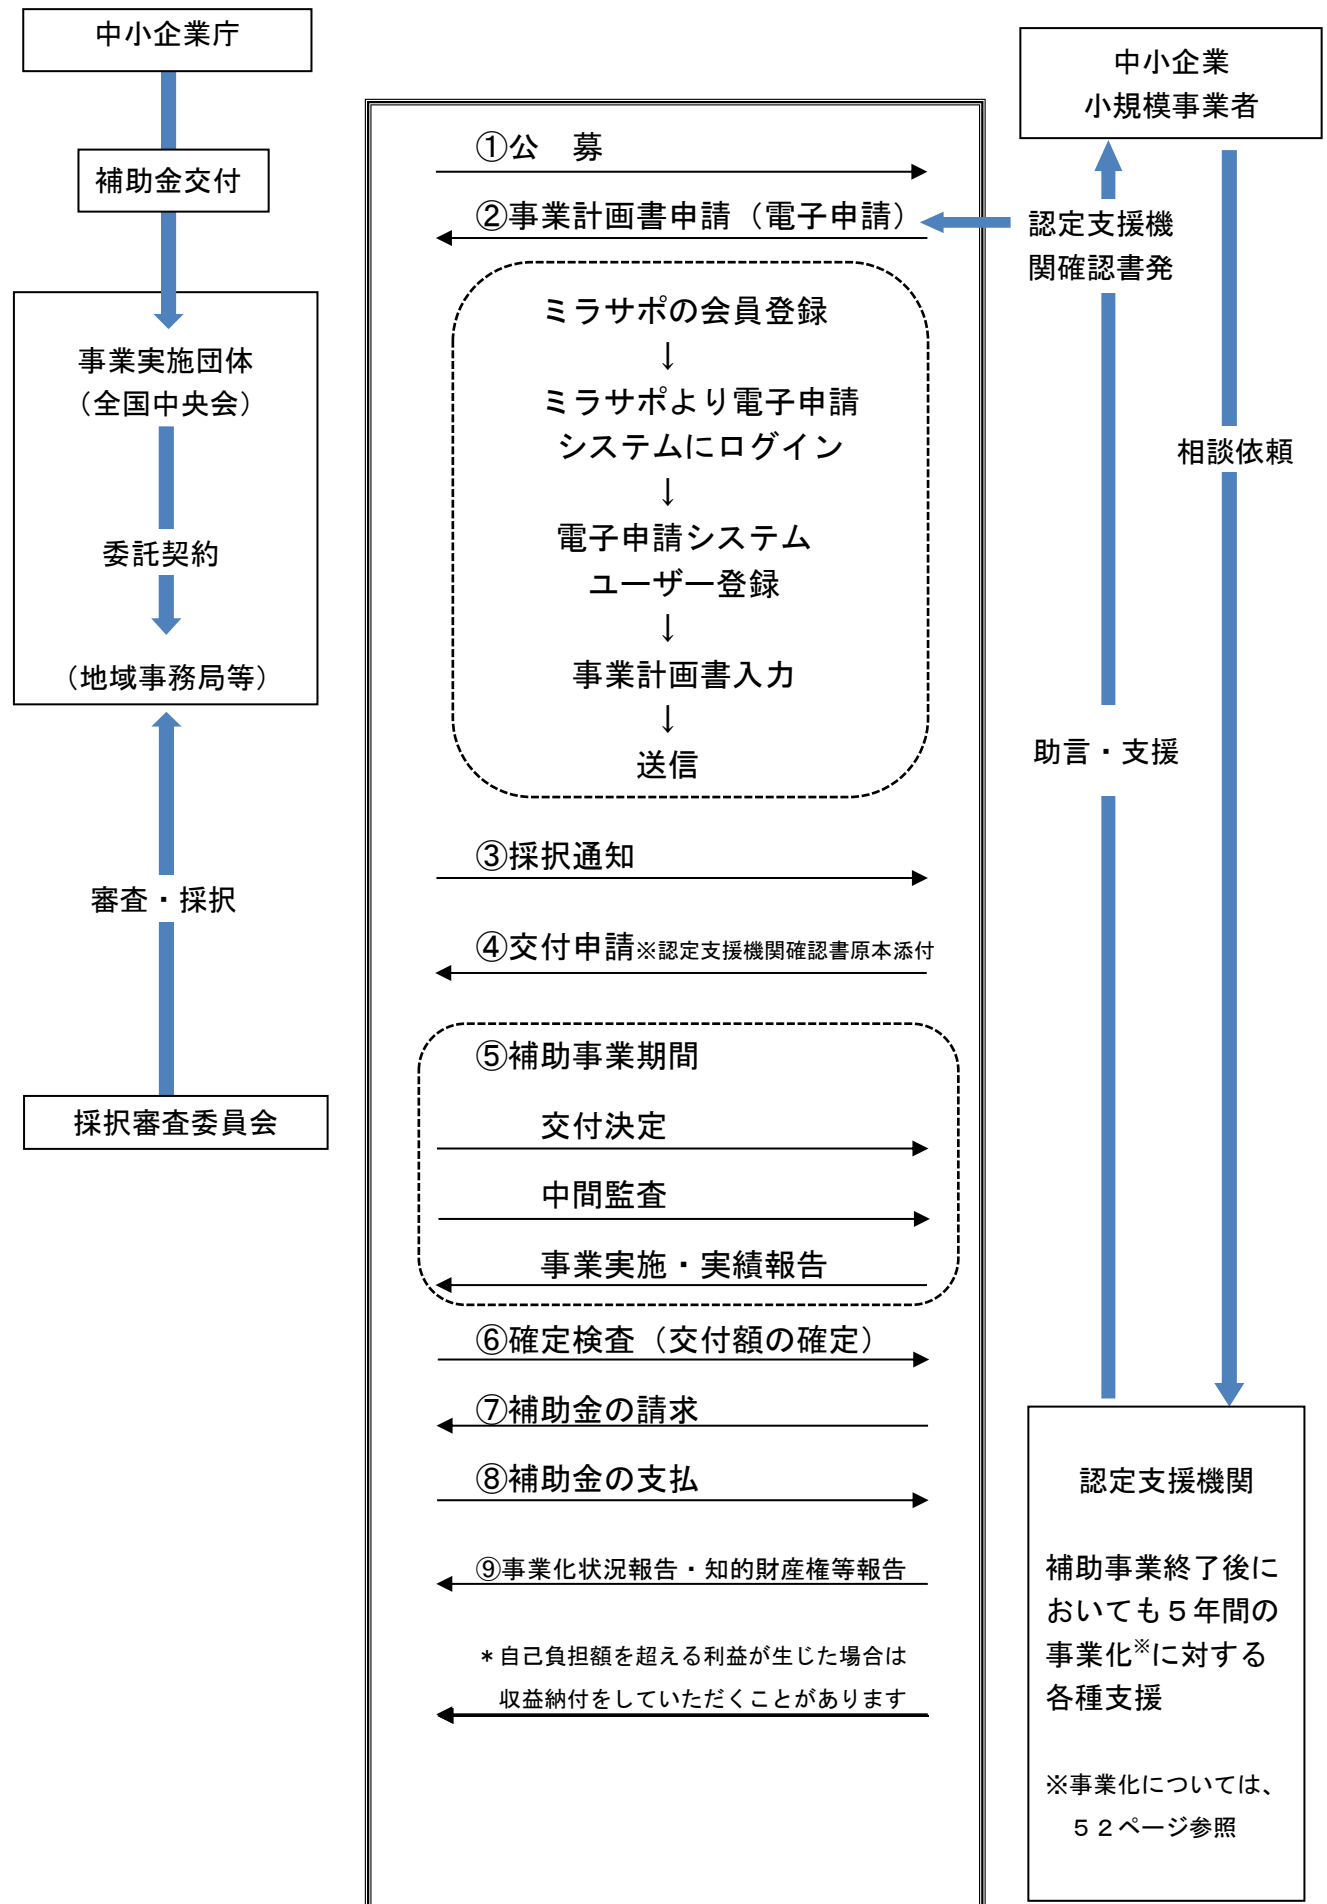 中小企業庁
補助金交付
事業実施団体
（全国中央会）
委託契約
（地域事務局等）
審査・採択
採択審査委員会
①公　募
②事業計画書申請（電子申請）
ミラサポの会員登録
↓
ミラサポより電子申請
システムにログイン
↓
電子申請システム
ユーザー登録
↓
事業計画書入力
↓
送信
③採択通知
④交付申請※認定支援機関確認書原本添付
⑤補助事業期間
交付決定
中間監査
事業実施・実績報告
⑥確定検査（交付額の確定）
⑦補助金の請求
⑧補助金の支払
⑨事業化状況報告・知的財産権等報告
＊自己負担額を超える利益が生じた場合は
収益納付をしていただくことがあります
中小企業
小規模事業者
認定支援機
関確認書発
相談依頼
助言・支援
認定支援機関
補助事業終了後に
おいても５年間の
事業化※に対する
各種支援
※事業化については、
５２ページ参照